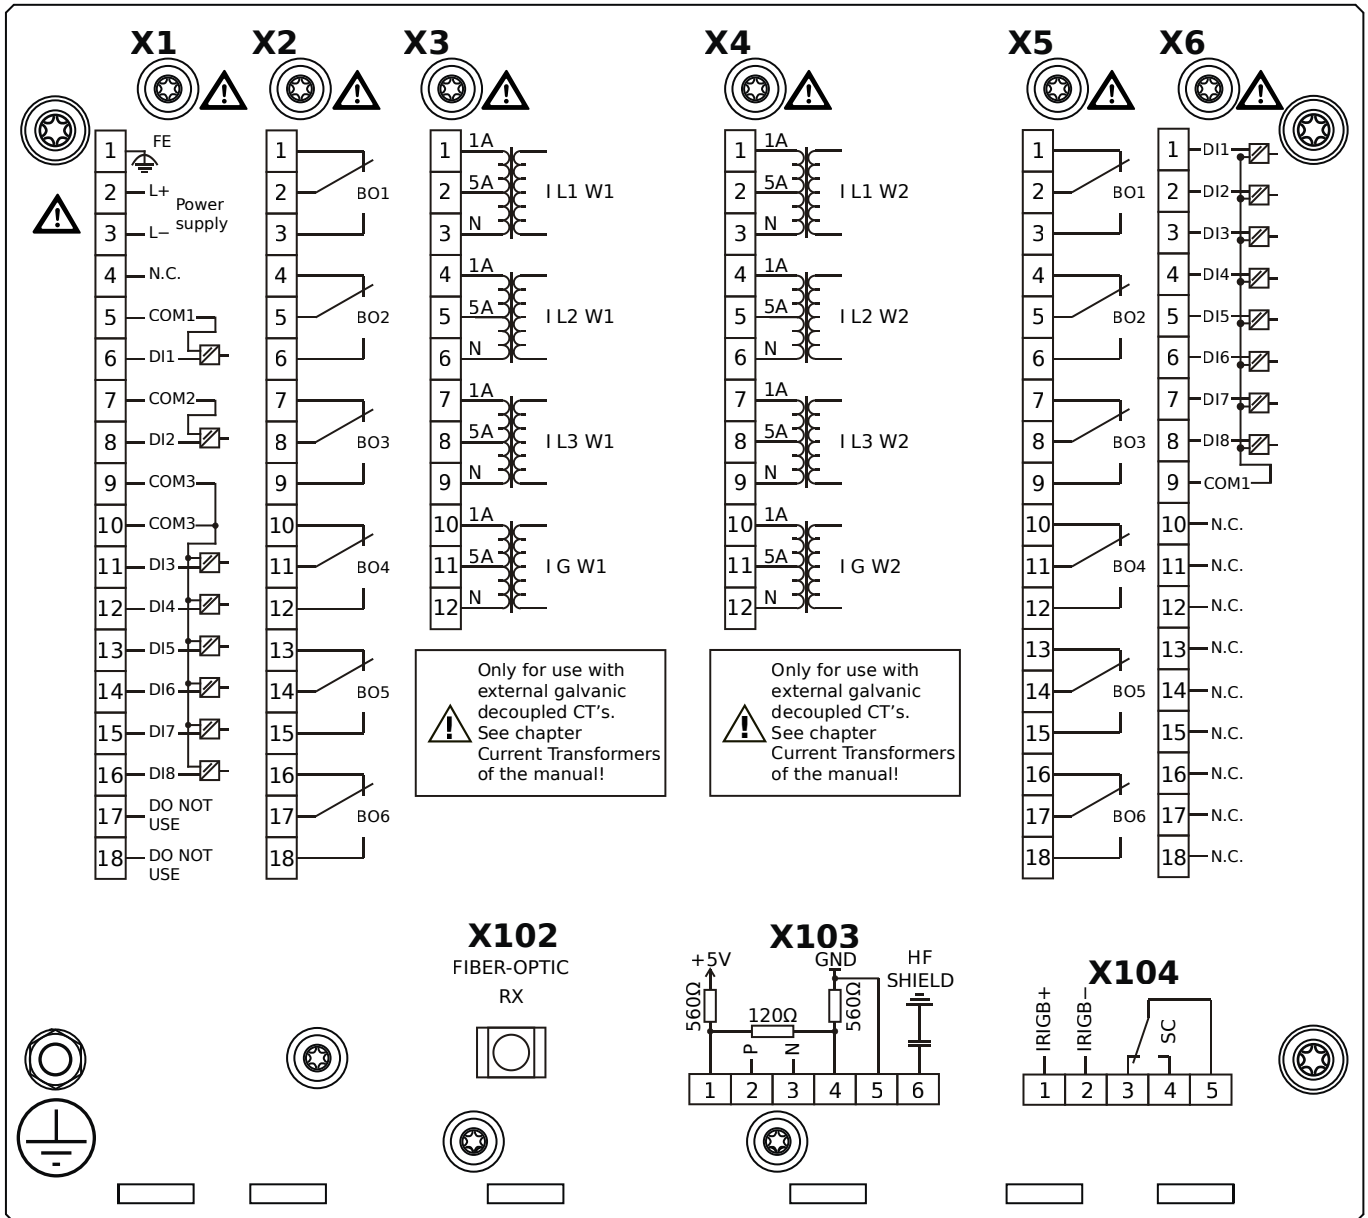 X1
X2
X3
X4
X5
X6
1 FE
2 L+
Power
supply
3 L−
4 N.C.
5 COM1
6 DI1
7 COM2
8 DI2
9 COM3
10 COM3
11 DI3
12 DI4
13 DI5
14 DI6
15 DI7
16 DI8
17 DO NOT
USE
18 DO NOT
USE
1
2 BO1
3
4
5 BO2
6
7
8 BO3
9
10
11 BO4
12
13
14 BO5
15
16
17 BO6
18
1 1A
2 5A I L1 W1
3 N
4 1A
5 5A I L2 W1
6 N
7 1A
8 5A I L3 W1
9 N
10 1A
11 5A I G W1
12 N
Only for use with
external galvanic
decoupled CT's.
See chapter
Current Transformers
of the manual!
1 1A
2 5A I L1 W2
3 N
4 1A
5 5A I L2 W2
6 N
7 1A
8 5A I L3 W2
9 N
10 1A
11 5A I G W2
12 N
Only for use with
external galvanic
decoupled CT's.
See chapter
Current Transformers
of the manual!
1
2 BO1
3
4
5 BO2
6
7
8 BO3
9
10
11 BO4
12
13
14 BO5
15
16
17 BO6
18
1 DI1
2 DI2
3 DI3
4 DI4
5 DI5
6 DI6
7 DI7
8 DI8
9 COM1
10 N.C.
11 N.C.
12 N.C.
13 N.C.
14 N.C.
15 N.C.
16 N.C.
17 N.C.
18 N.C.
X102
FIBER-OPTIC
RX
X103
+5V GND HF
SHIELD
560Ω 120Ω 560Ω
P N
1 2 3 4 5 6
X104
IRIGB+ IRIGB− SC
1 2 3 4 5